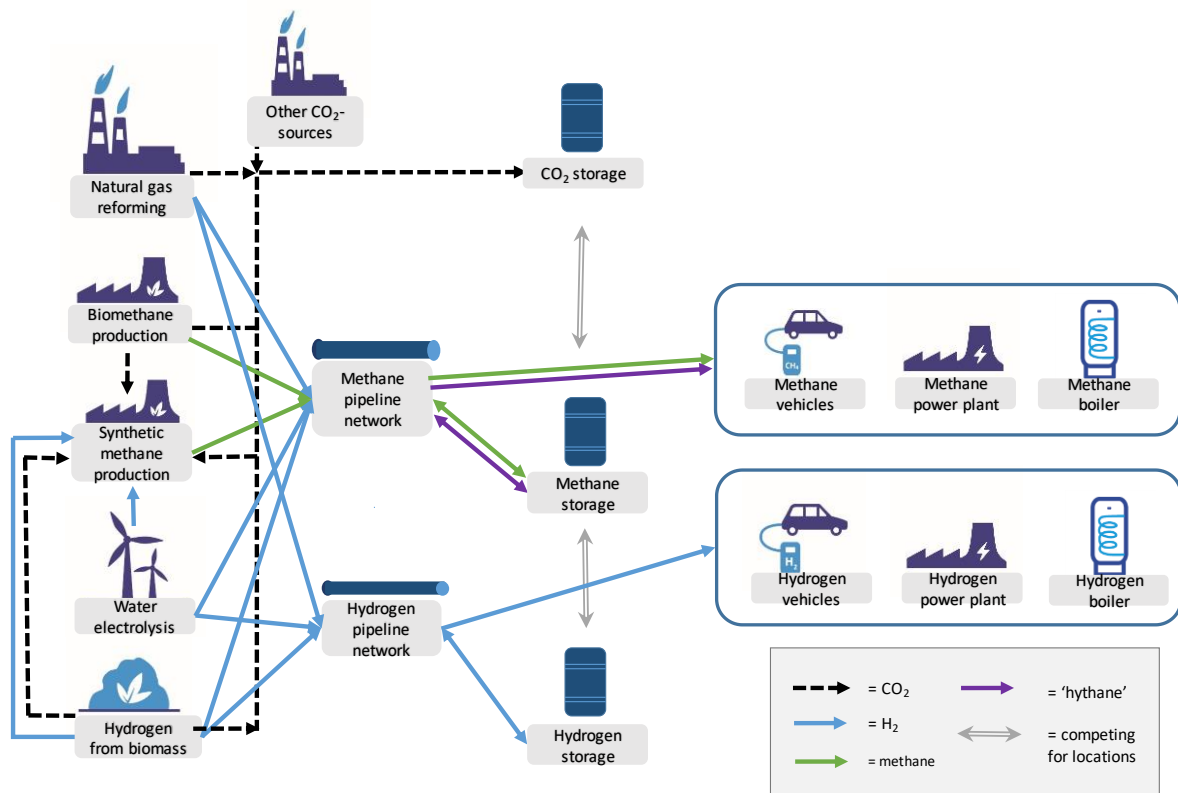 Other CO₂-
sources
CO₂ storage
Natural gas
reforming
Biomethane
production
Synthetic
methane
production
Water
electrolysis
Hydrogen
from biomass
Methane
pipeline
network
Hydrogen
pipeline
network
Methane
storage
Hydrogen
storage
CH₄
Methane
vehicles
Methane
power plant
Methane
boiler
H₂
Hydrogen
vehicles
Hydrogen
power plant
Hydrogen
boiler
= CO₂
= 'hythane'
= H₂
= competing
for locations
= methane